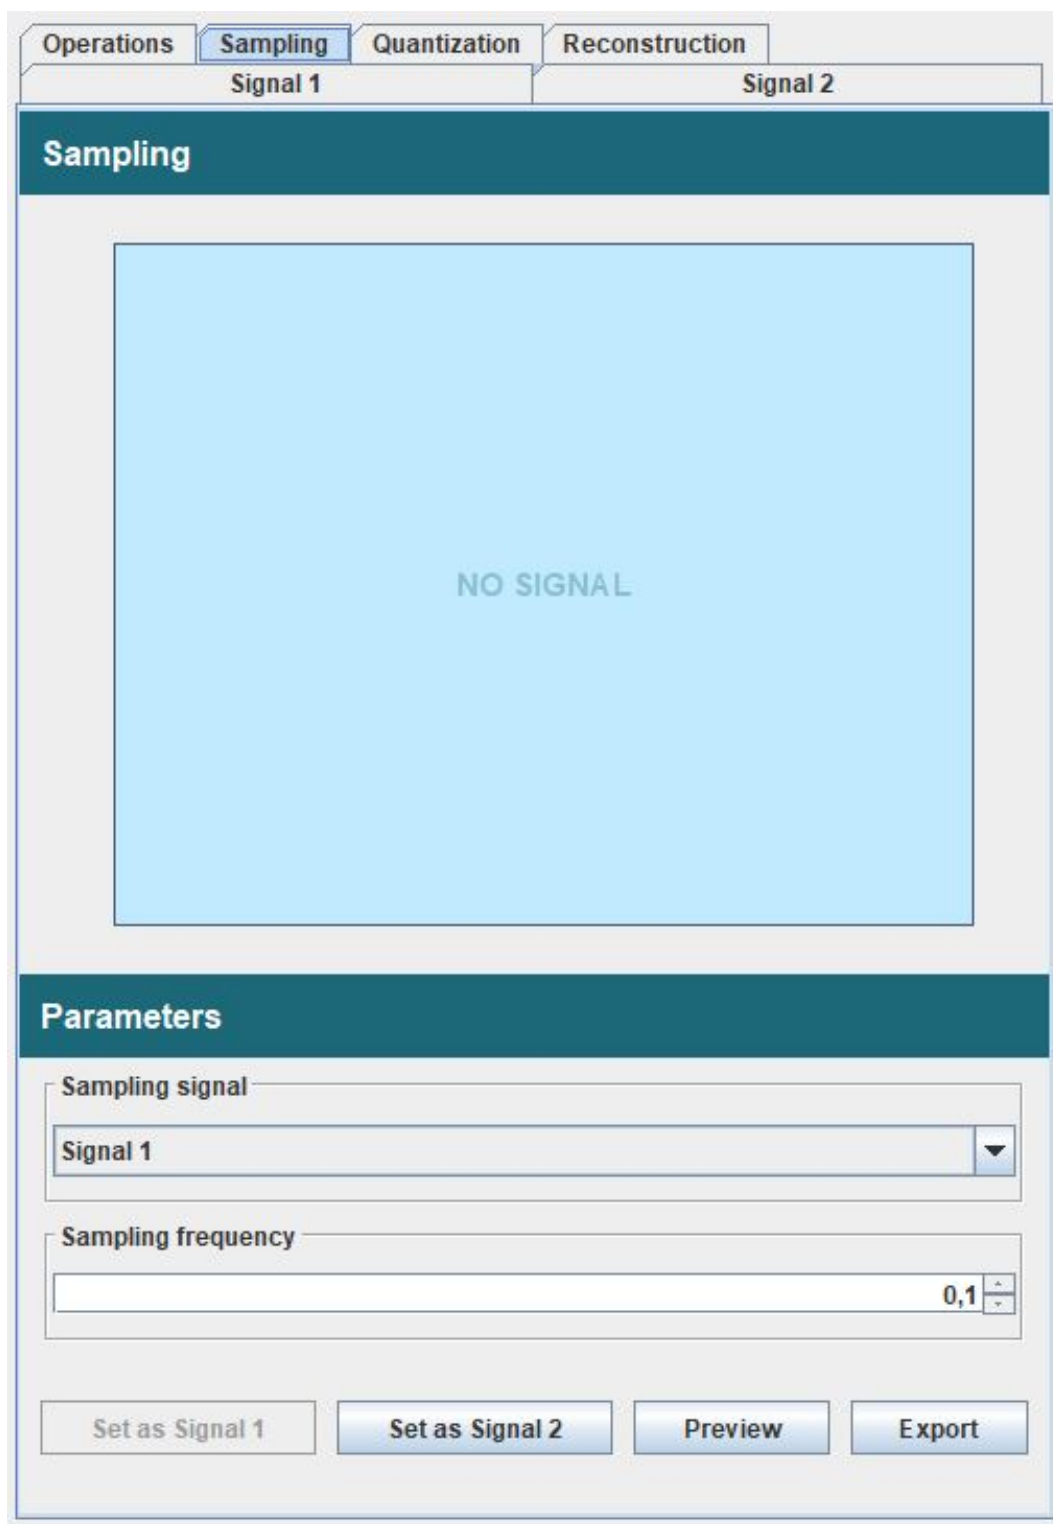 Operations Sampling Quantization Reconstruction
Signal 1 Signal 2
Sampling
NO SIGNAL
Parameters
Sampling signal
Signal 1
Sampling frequency
0,1
Set as Signal 1 Set as Signal 2 Preview Export